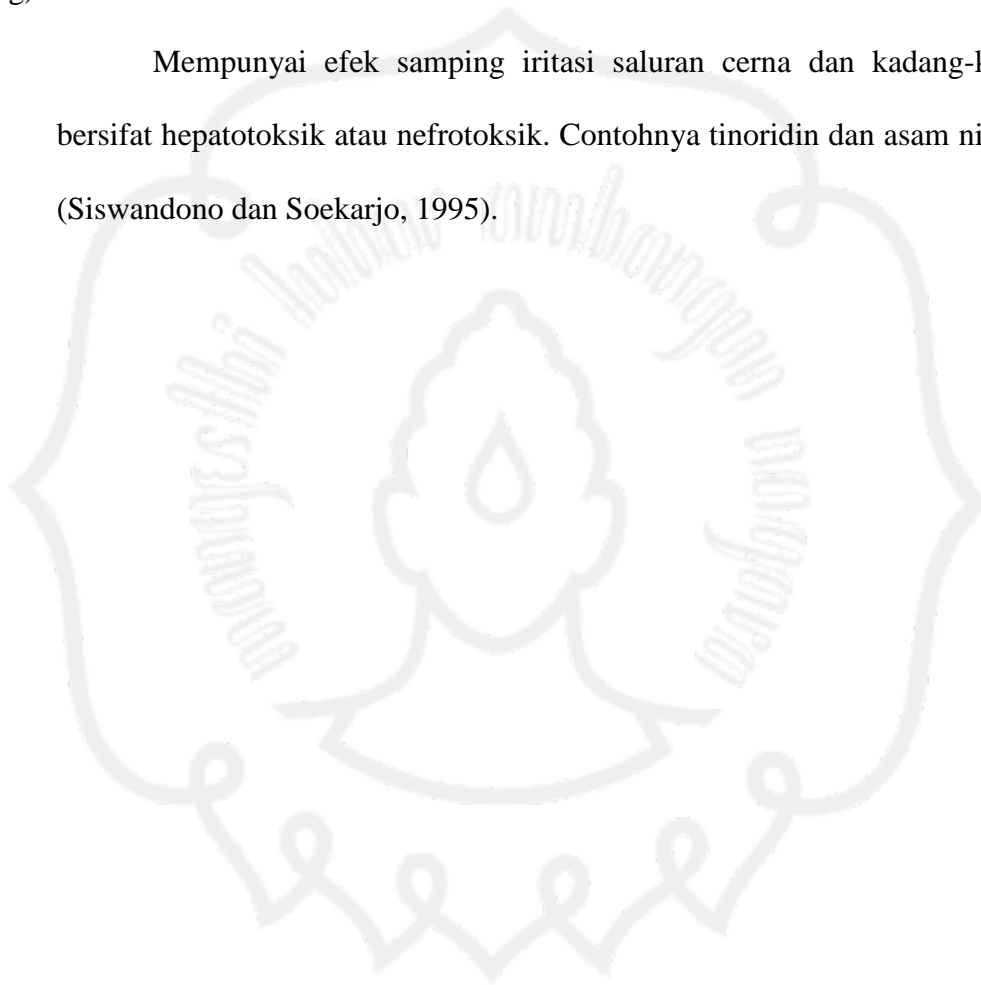 g,
Mempunyai efek samping iritasi saluran cerna dan kadang-k
bersifat hepatotoksik atau nefrotoksik. Contohnya tinoridin dan asam ni
(Siswandono dan Soekarjo, 1995).